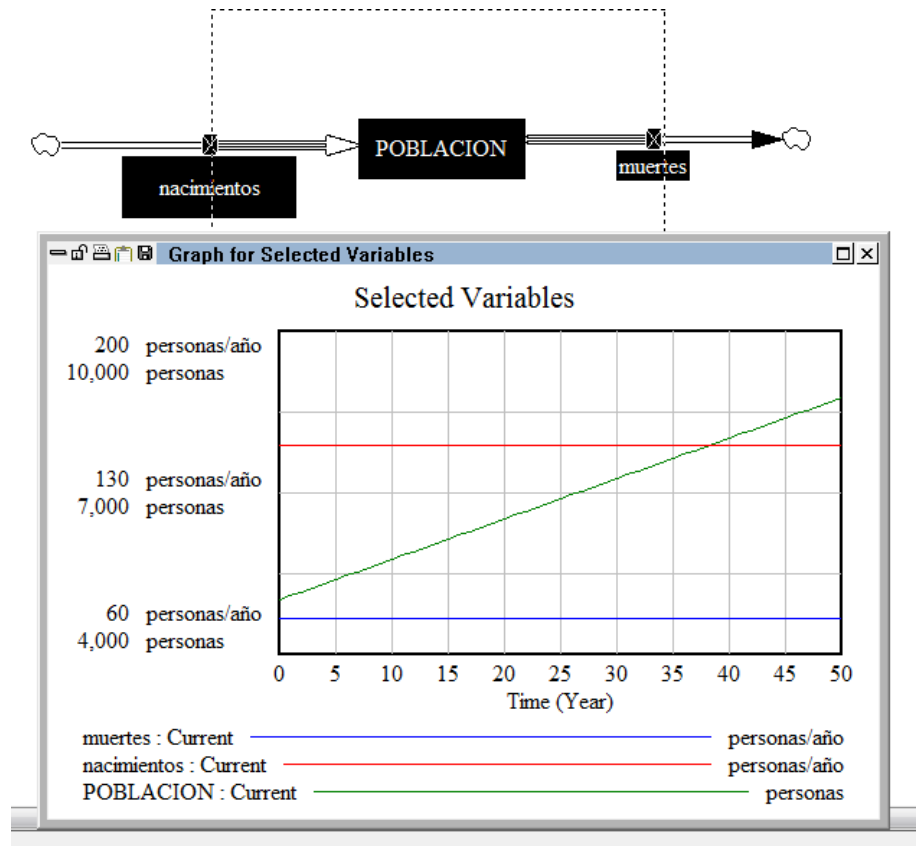 POBLACION
muertes
nacimientos
Graph for Selected Variables
Selected Variables
200 personas/año
10,000 personas
130 personas/año
7,000 personas
60 personas/año
4,000 personas
0 5 10 15 20 25 30 35 40 45 50
Time (Year)
muertes : Current personas/año
nacimientos : Current personas/año
POBLACION : Current personas